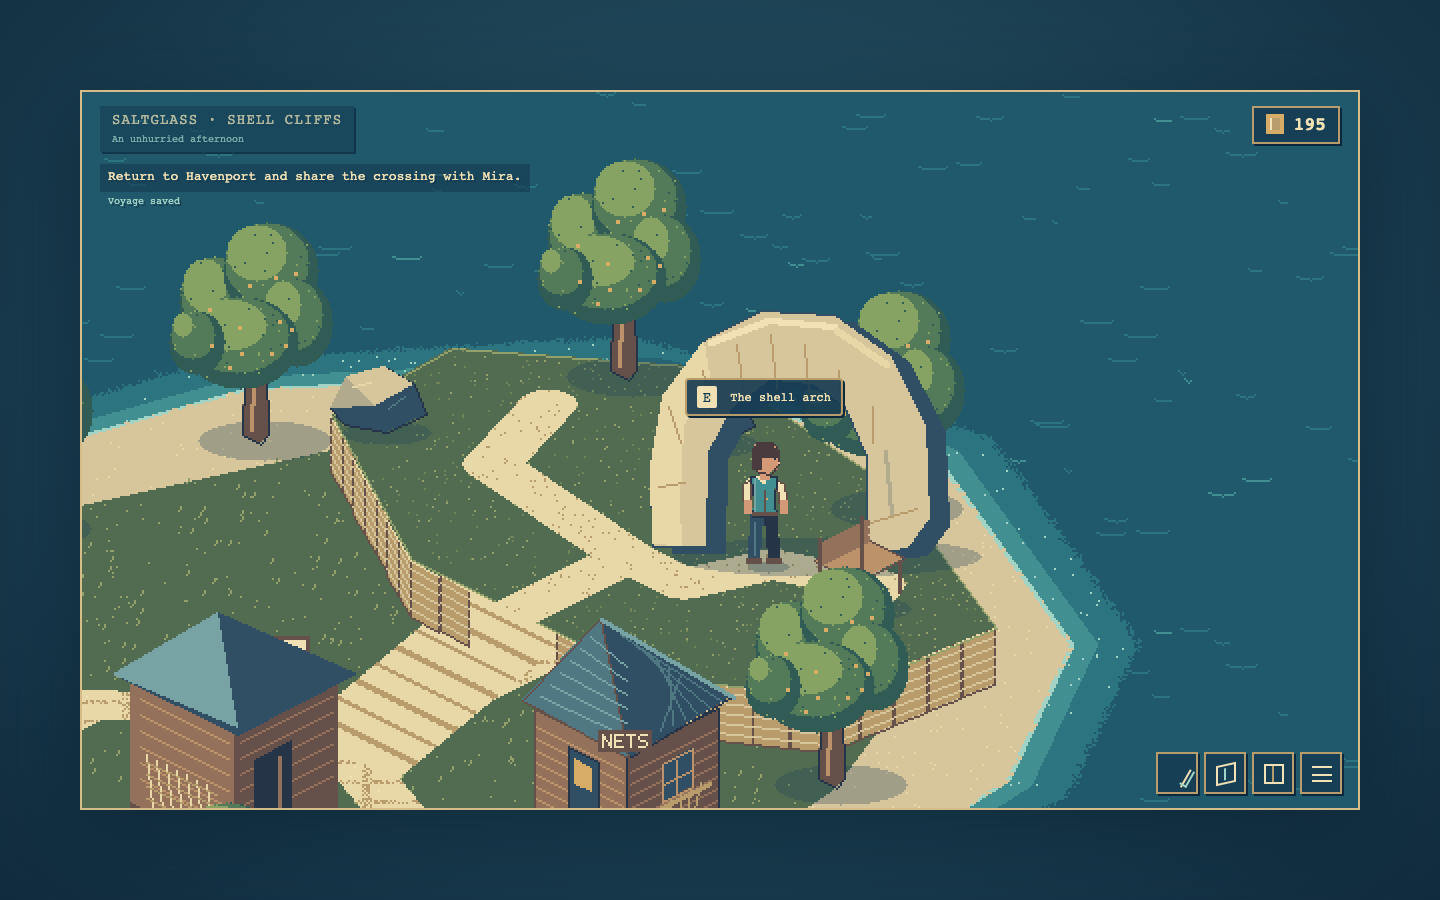 SALTGLASS · SHELL CLIFFS
An unhurried afternoon
195
Return to Havenport and share the crossing with Mira.
Voyage saved
E The shell arch
NETS